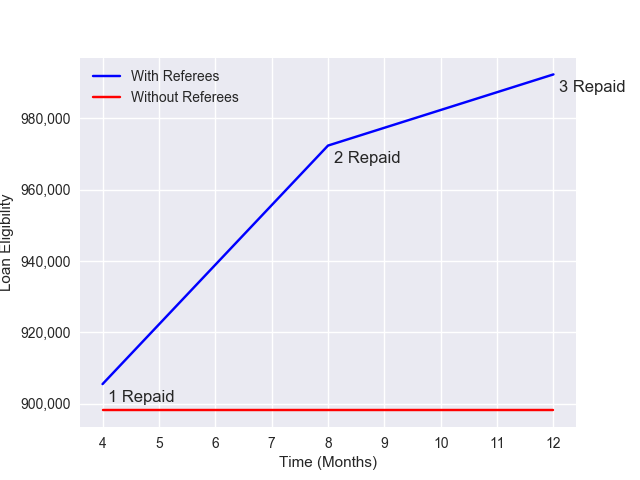 With Referees
Without Referees
3 Repaid
980,000
2 Repaid
960,000
Loan Eligibility
940,000
920,000
1 Repaid
900,000
4 5 6 7 8 9 10 11 12
Time (Months)